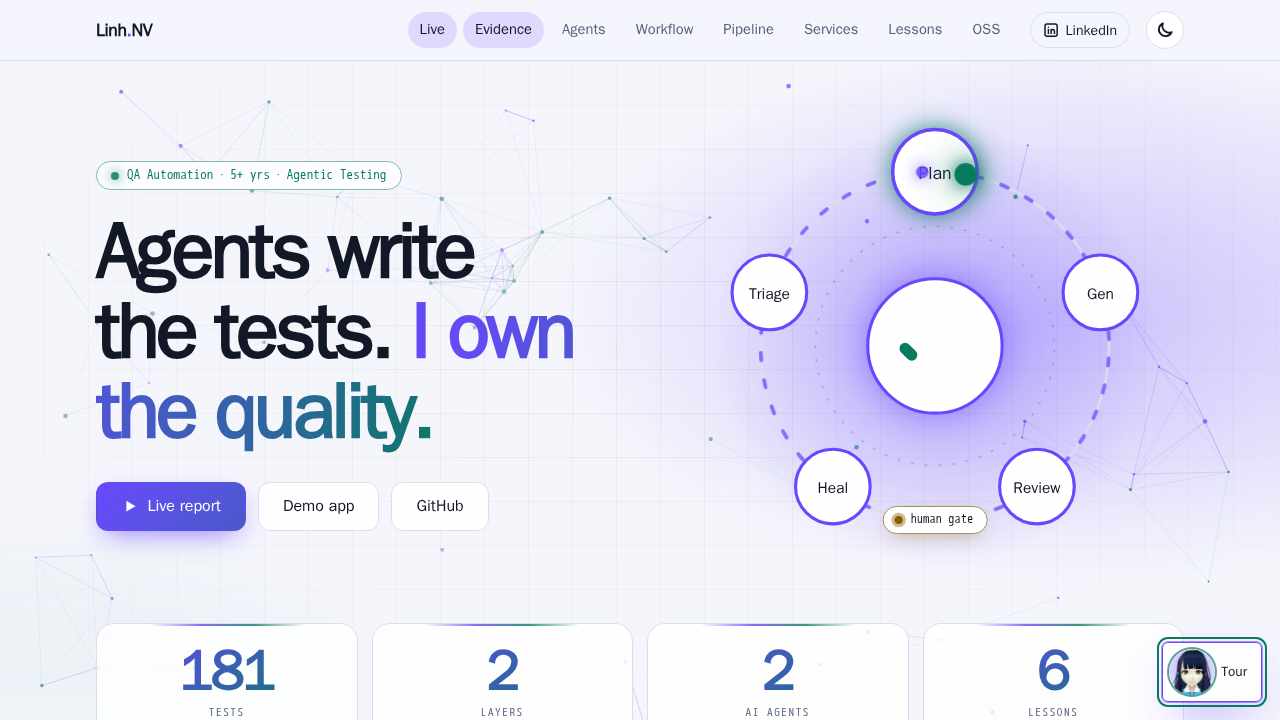 Linh.NV
Live
Evidence
Agents
Workflow
Pipeline
Services
Lessons
OSS
LinkedIn
QA Automation · 5+ yrs · Agentic Testing
Agents write
the tests. I own
the quality.
Live report
Demo app
GitHub
Plan
Triage
Gen
Heal
Review
human gate
181
TESTS
2
LAYERS
2
AI AGENTS
6
LESSONS
Tour